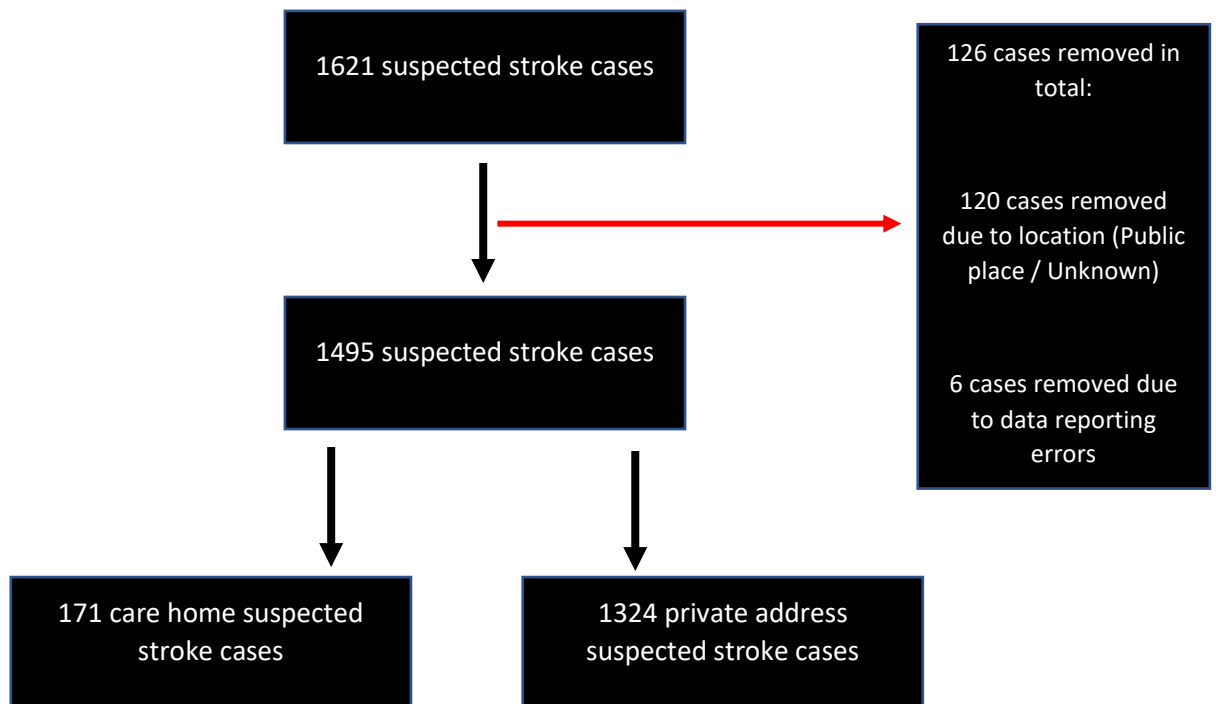 1621 suspected stroke cases
126 cases removed in
total:
120 cases removed
due to location (Public
place / Unknown)
6 cases removed due
to data reporting
errors
1495 suspected stroke cases
171 care home suspected
stroke cases
1324 private address
suspected stroke cases